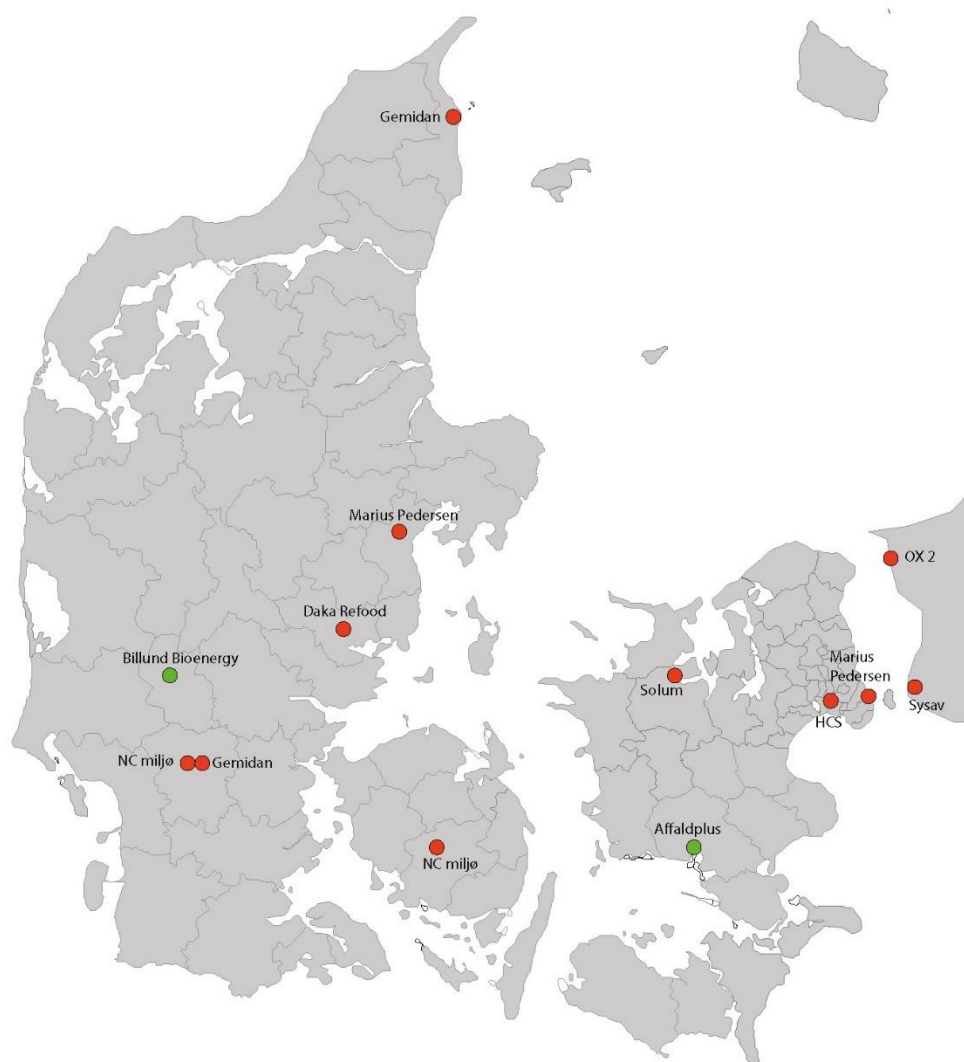 Gemidan
Marius Pedersen
OX 2
Daka Refood
Billund Bioenergy
Marius
Pedersen
Solum
Sysav
HCS
NC miljø
Gemidan
Affaldplus
NC miljø